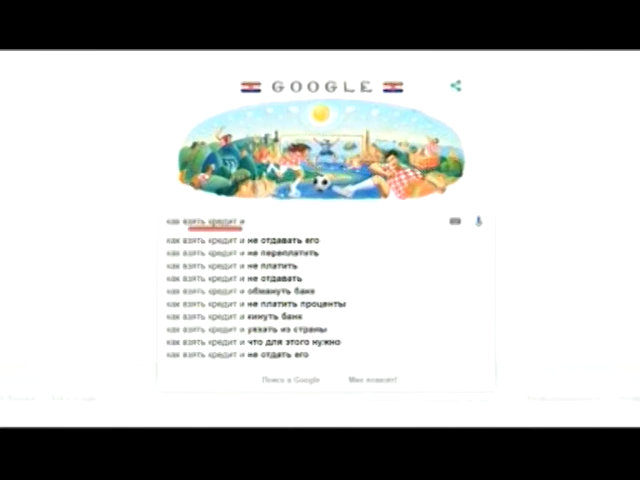 GOOGLE
как взять кредит и
как взять кредит и не отдавать его
как взять кредит и не переплатить
как взять кредит и не платить
как взять кредит и не отдавать
как взять кредит и обмануть банк
как взять кредит и не платить проценты
как взять кредит и кинуть банк
как взять кредит и уехать из страны
как взять кредит и что для этого нужно
как взять кредит и не отдать его
Поиск в Google Мне повезет!